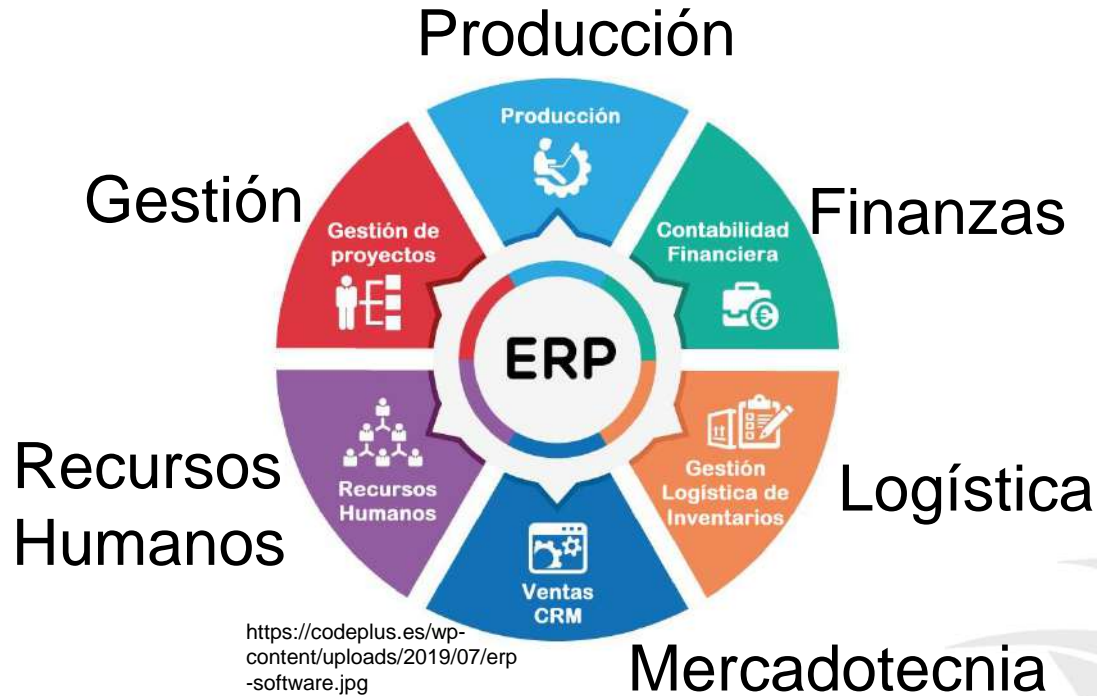 Producción
Producción
Gestión
Gestión de
proyectos
Contabilidad
Financiera
Finanzas
ERP
Recursos
Humanos
Recursos
Humanos
Gestión
Logística de
Inventarios
Logística
Ventas
CRM
https://codeplus.es/wp-
content/uploads/2019/07/erp
-software.jpg
Mercadotecnia